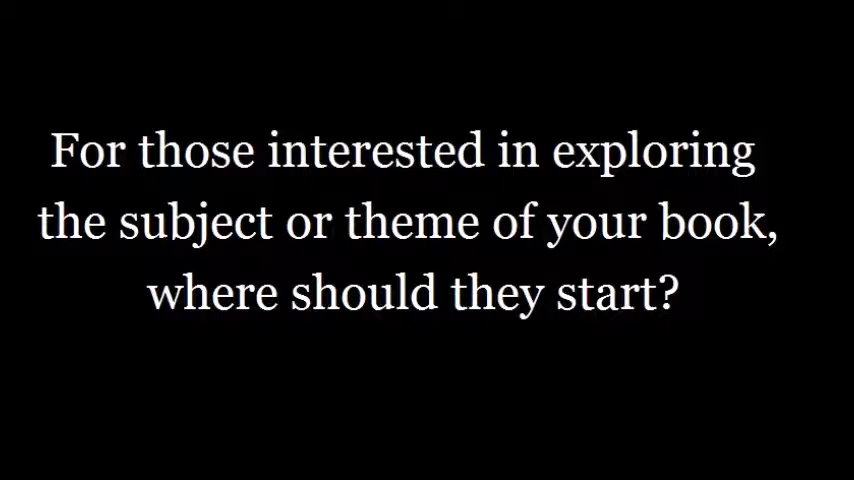 For those interested in exploring
the subject or theme of your book,
where should they start?